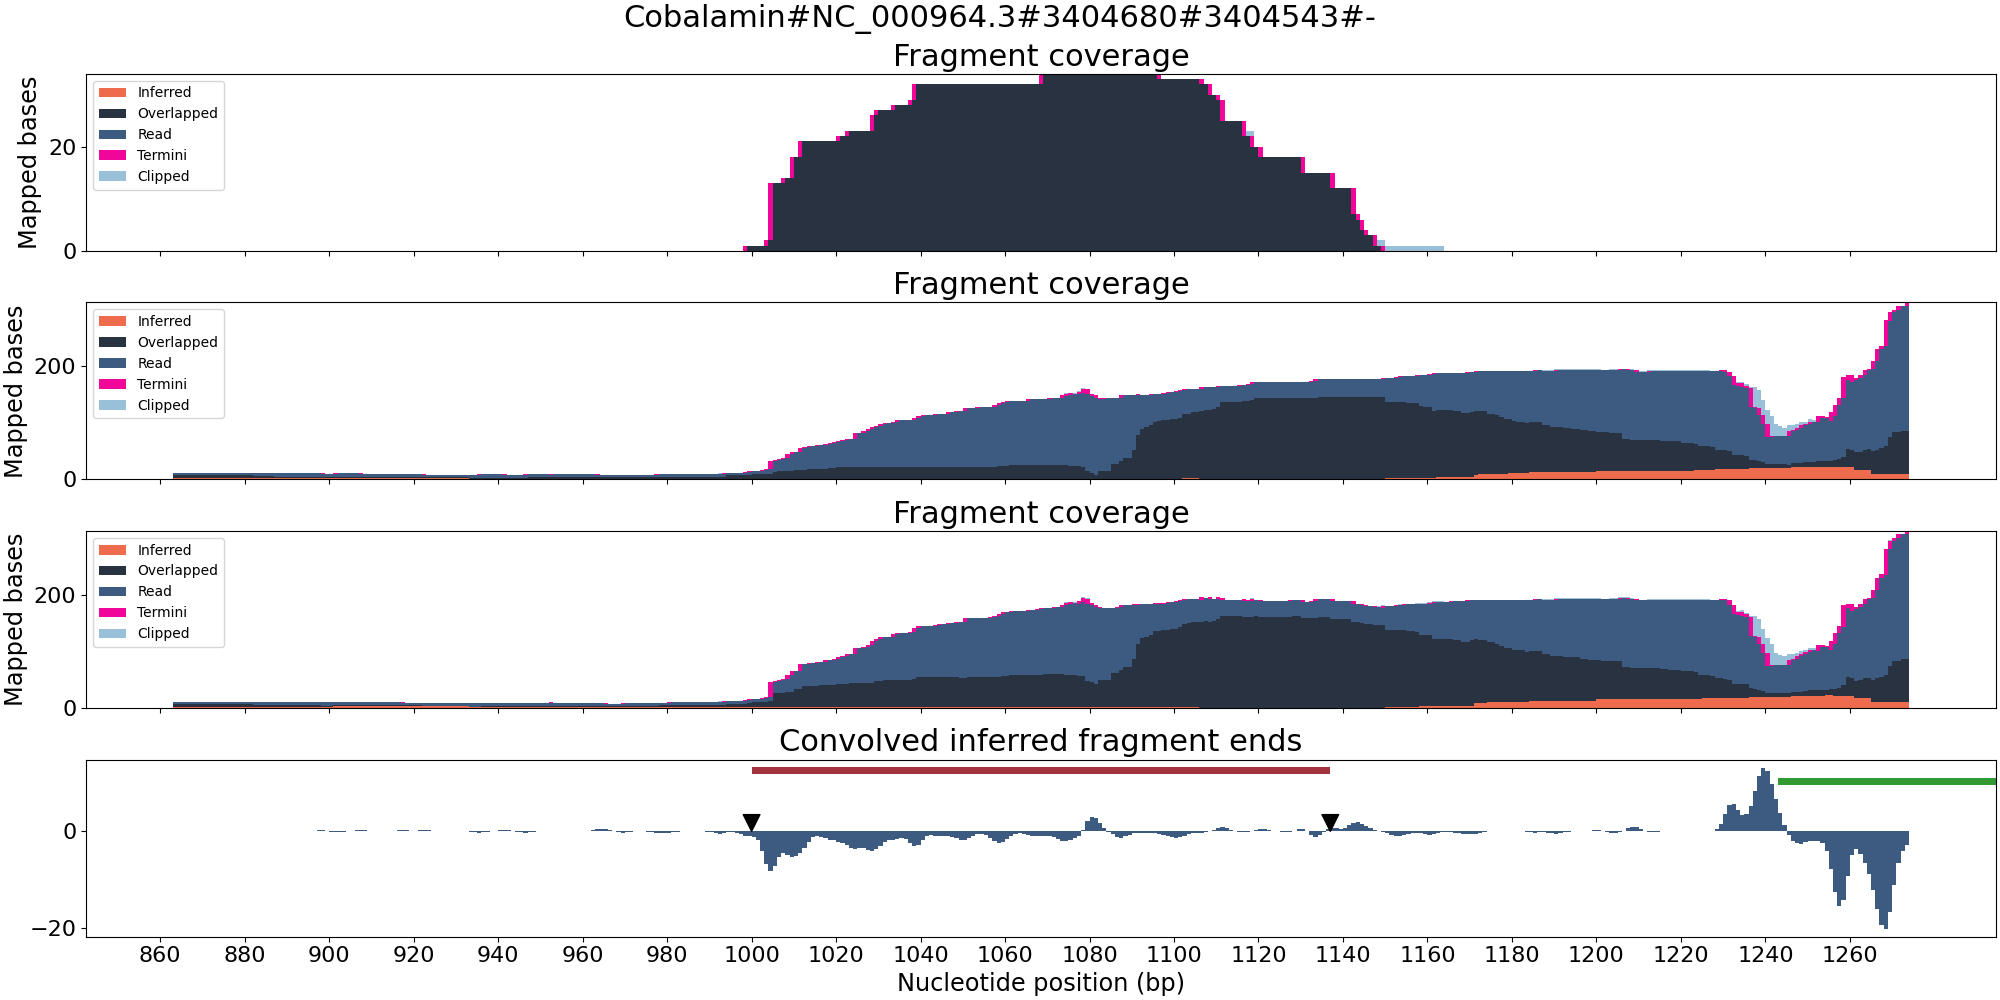 Cobalamin#NC_000964.3#3404680#3404543#-
Fragment coverage
Mapped bases
20
0
Inferred
Overlapped
Read
Termini
Clipped
Fragment coverage
Mapped bases
200
0
Inferred
Overlapped
Read
Termini
Clipped
Fragment coverage
Mapped bases
200
0
Inferred
Overlapped
Read
Termini
Clipped
Convolved inferred fragment ends
0
−20
860 880 900 920 940 960 980 1000 1020 1040 1060 1080 1100 1120 1140 1160 1180 1200 1220 1240 1260
Nucleotide position (bp)